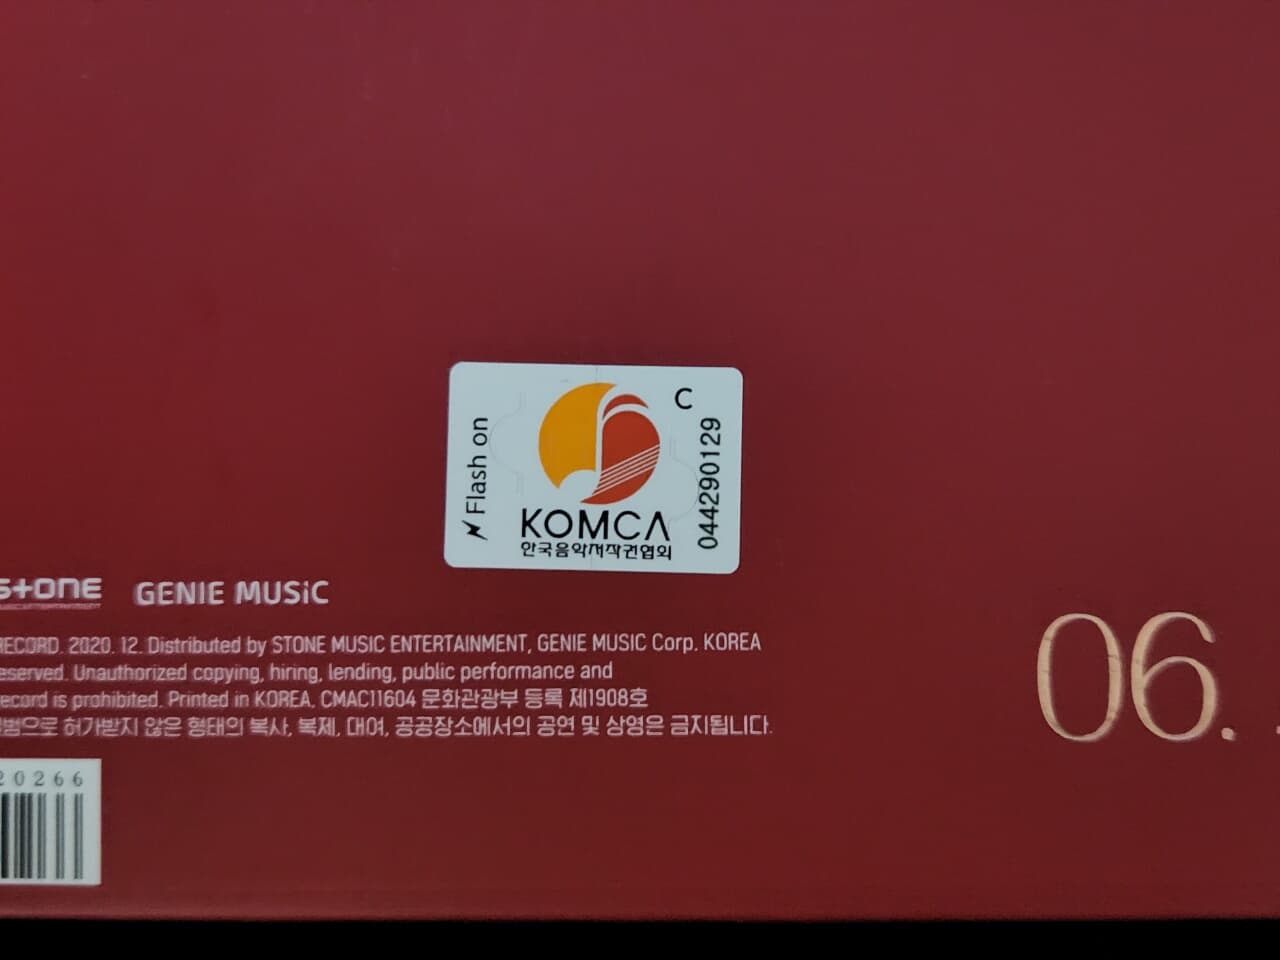 Flash on
C
044290129
KOMCA
한국음악저작권협회
STONE
GENIE MUSIC
RECORD. 2020. 12. Distributed by STONE MUSIC ENTERTAINMENT, GENIE MUSIC Corp. KOREA
eserved. Unauthorized copying, hiring, lending, public performance and
ecord is prohibited. Printed in KOREA. CMAC11604 문화관광부 등록 제1908호
법으로 허가받지 않은 형태의 복사, 복제, 대여, 공공장소에서의 공연 및 상영은 금지됩니다.
20266
06.